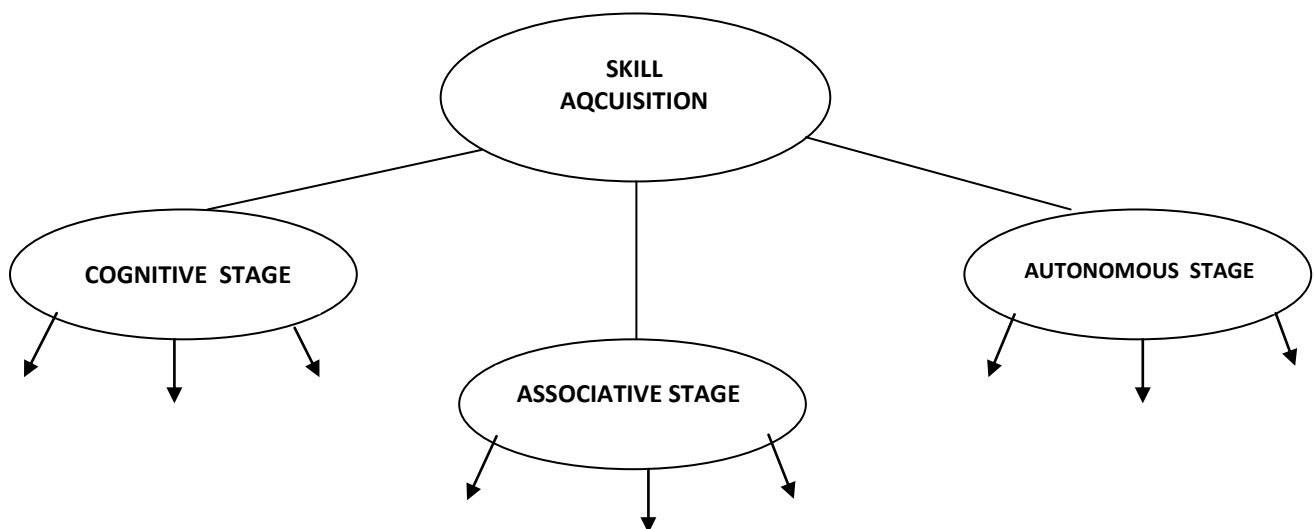 SKILL
AQCUISITION
COGNITIVE STAGE
AUTONOMOUS STAGE
ASSOCIATIVE STAGE